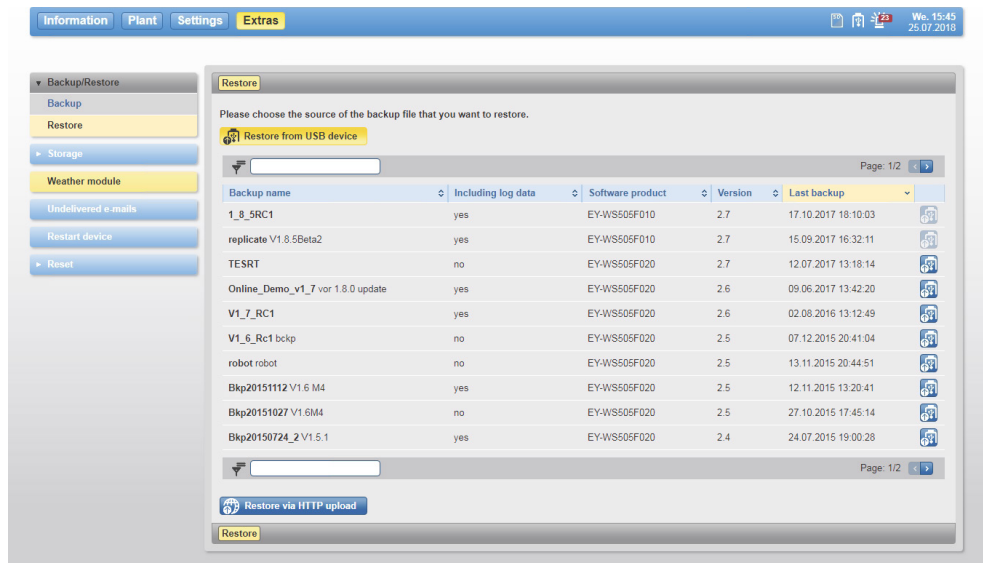 Information Plant Settings Extras 23 We. 15:45
25.07.2018
Backup/Restore
Backup
Restore
Storage
Weather module
Undelivered e-mails
Restart device
Reset
Restore
Please choose the source of the backup file that you want to restore.
Restore from USB device
Page: 1/2
Backup name Including log data Software product Version Last backup
1_8_5RC1 yes EY-WS505F010 2.7 17.10.2017 18:10:03
replicate V1.8.5Beta2 yes EY-WS505F010 2.7 15.09.2017 16:32:11
TESRT no EY-WS505F020 2.7 12.07.2017 13:18:14
Online_Demo_v1_7 vor 1.8.0 update yes EY-WS505F020 2.6 09.06.2017 13:42:20
V1_7_RC1 yes EY-WS505F020 2.6 02.08.2016 13:12:49
V1_6_Rc1 bckp no EY-WS505F020 2.5 07.12.2015 20:41:04
robot robot no EY-WS505F020 2.5 13.11.2015 20:44:51
Bkp20151112 V1.6 M4 yes EY-WS505F020 2.5 12.11.2015 13:20:41
Bkp20151027 V1.6M4 no EY-WS505F020 2.5 27.10.2015 17:45:14
Bkp20150724_2 V1.5.1 yes EY-WS505F020 2.4 24.07.2015 19:00:28
Page: 1/2
Restore via HTTP upload
Restore